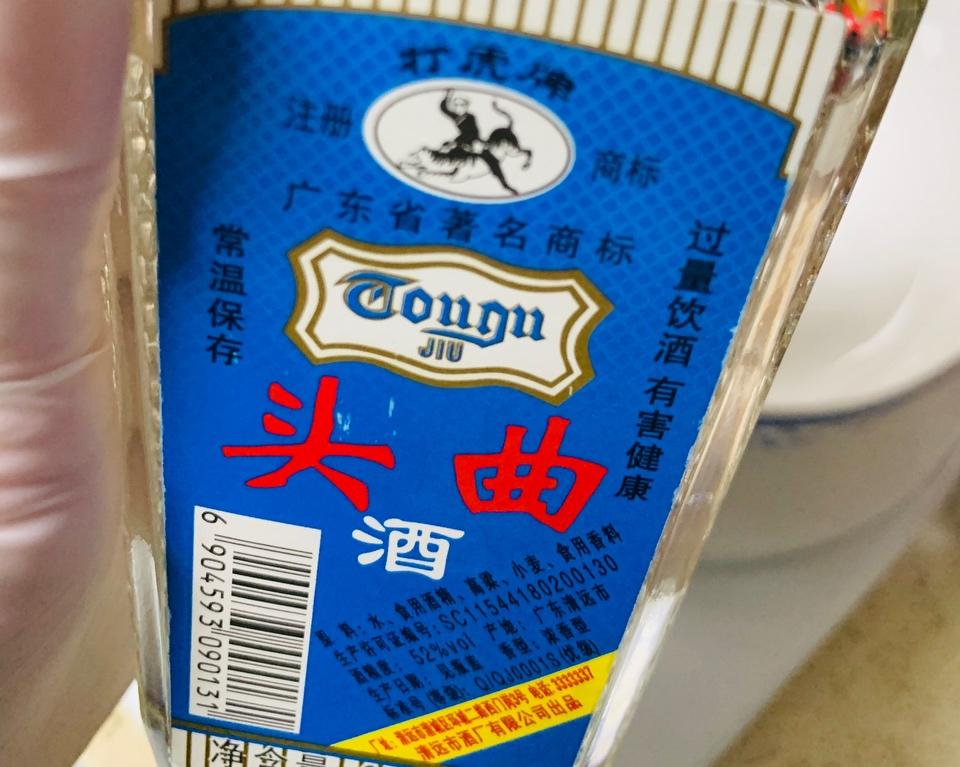 打虎牌
注册 商标
广东省著名商标
常温保存
过量饮酒 有害健康
Touqu
JIU
头曲
酒
6 904593 090131
原料：水、食用酒精、高粱、小麦、食用香料
生产许可证编号：SC11544180200130
酒精度：52%vol 产地：广东清远市
生产日期：见瓶盖 香型：浓香型
标准号(等级)：Q/QJ0001S(优级)
电话：3333337
清远市酒厂有限公司出品
净含量